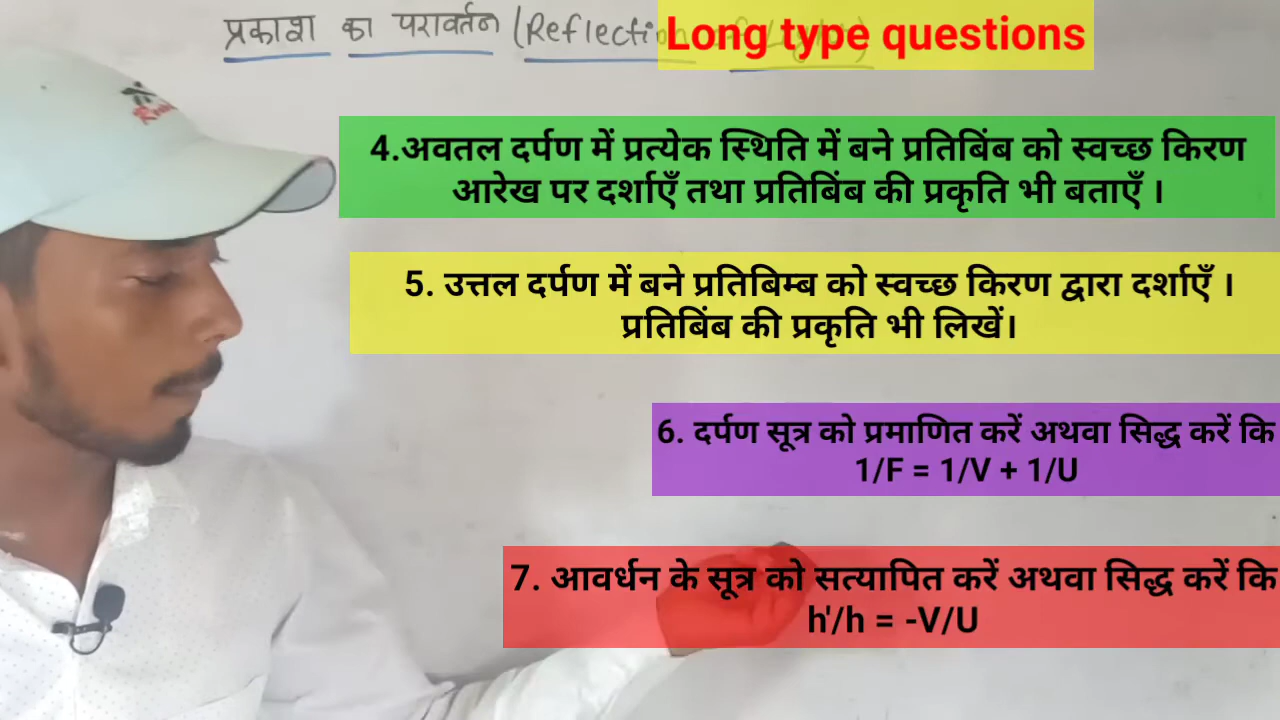 प्रकाश का परावर्तन (Reflection
Long type questions
4.अवतल दर्पण में प्रत्येक स्थिति में बने प्रतिबिंब को स्वच्छ किरण
आरेख पर दर्शाएँ तथा प्रतिबिंब की प्रकृति भी बताएँ ।
5. उत्तल दर्पण में बने प्रतिबिम्ब को स्वच्छ किरण द्वारा दर्शाएँ ।
प्रतिबिंब की प्रकृति भी लिखें।
6. दर्पण सूत्र को प्रमाणित करें अथवा सिद्ध करें कि
1/F = 1/V + 1/U
7. आवर्धन के सूत्र को सत्यापित करें अथवा सिद्ध करें कि
h'/h = -V/U